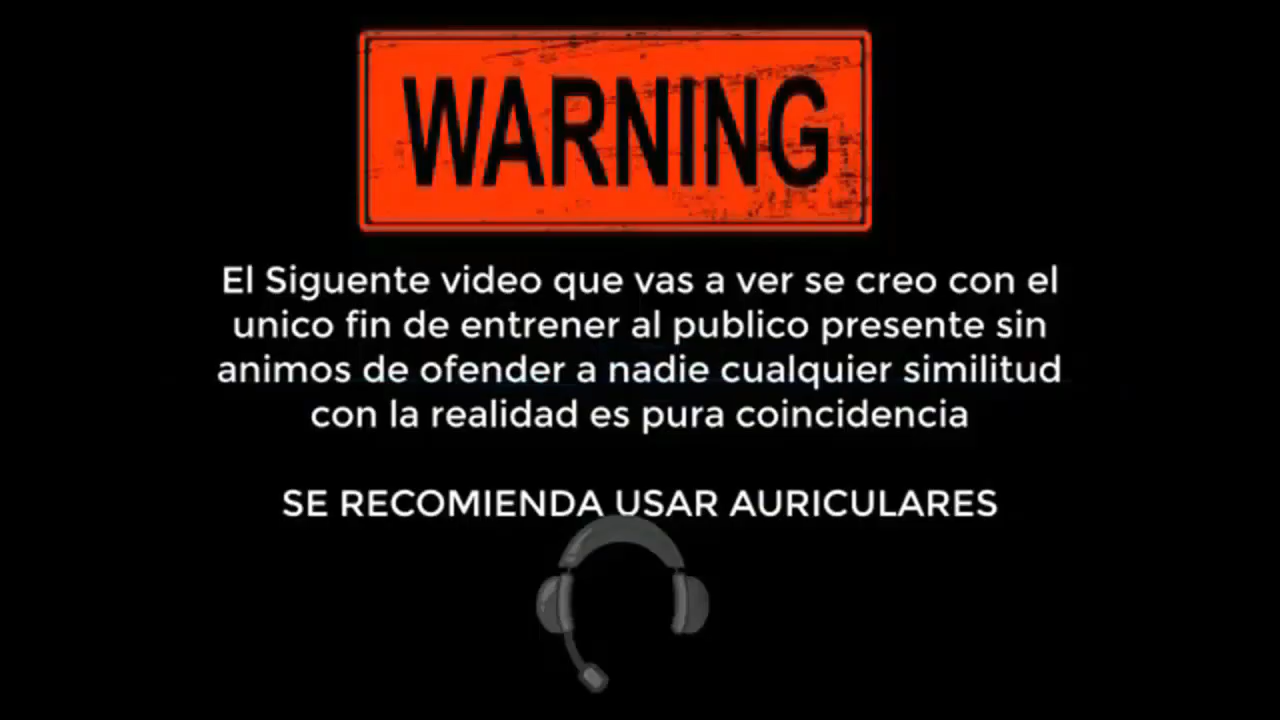 WARNING
El Siguente video que vas a ver se creo con el
unico fin de entrener al publico presente sin
animos de ofender a nadie cualquier similitud
con la realidad es pura coincidencia
SE RECOMIENDA USAR AURICULARES